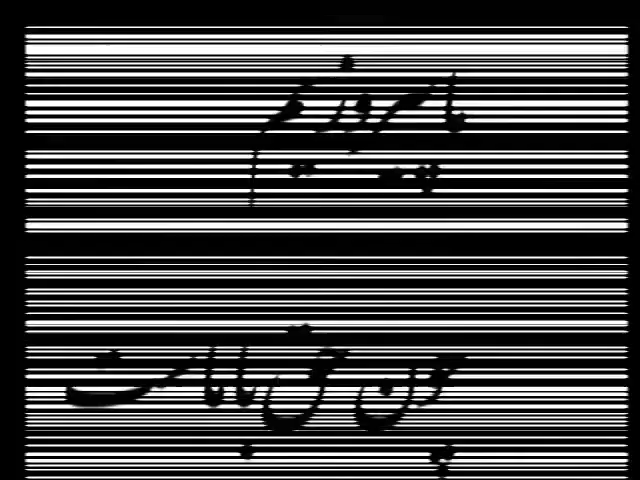 ما پیروزیم
چون حق با ماست